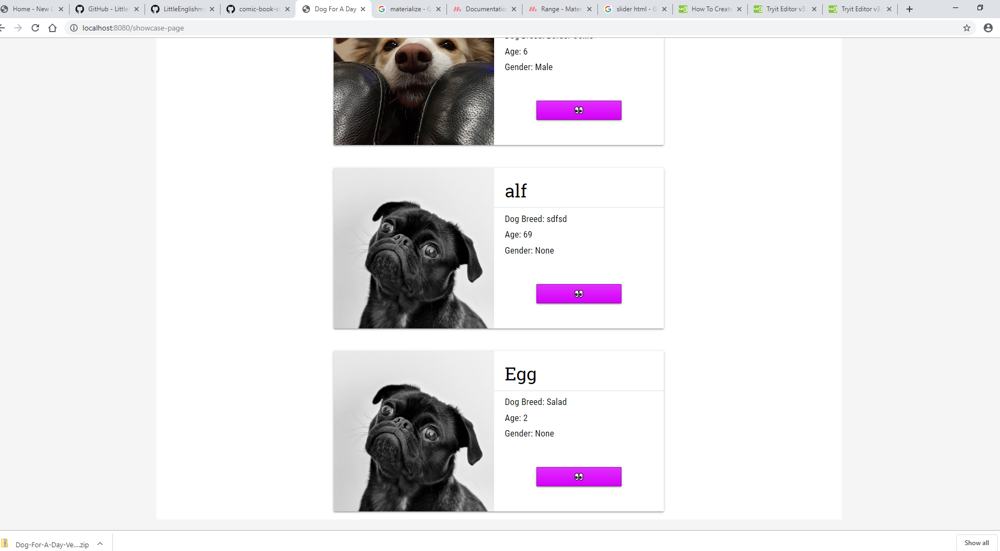 Home - New L
GitHub - Little
LittleEnglishm
comic-book-st
Dog For A Day
materialize - G
Documentatio
Range - Mater
slider html - G
How To Create
Tryit Editor v3.
Tryit Editor v3.
localhost:8080/showcase-page
Age: 6
Gender: Male
alf
Dog Breed: sdfsd
Age: 69
Gender: None
Egg
Dog Breed: Salad
Age: 2
Gender: None
Dog-For-A-Day-Ve....zip
Show all